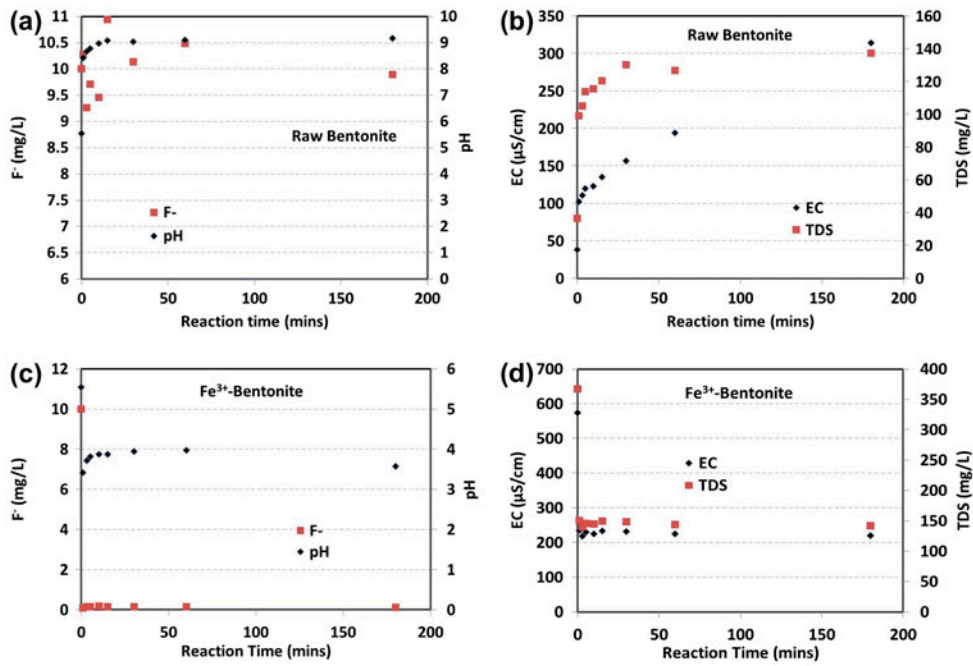 (a)
11
10.5
10
9.5
9
8.5
8
7.5
7
6.5
6
F- (mg/L)
10
9
8
7
6
5
4
3
2
1
0
pH
Raw Bentonite
F-
pH
0 50 100 150 200
Reaction time (mins)
(b)
350
300
250
200
150
100
50
0
EC (µS/cm)
160
140
120
100
80
60
40
20
0
TDS (mg/L)
Raw Bentonite
EC
TDS
0 50 100 150 200
Reaction time (mins)
(c)
12
10
8
6
4
2
0
F- (mg/L)
6
5
4
3
2
1
0
pH
Fe³⁺-Bentonite
F-
pH
0 50 100 150 200
Reaction Time (mins)
(d)
700
600
500
400
300
200
100
0
EC (µS/cm)
400
350
300
250
200
150
100
50
0
TDS (mg/L)
Fe³⁺-Bentonite
EC
TDS
0 50 100 150 200
Reaction Time (mins)